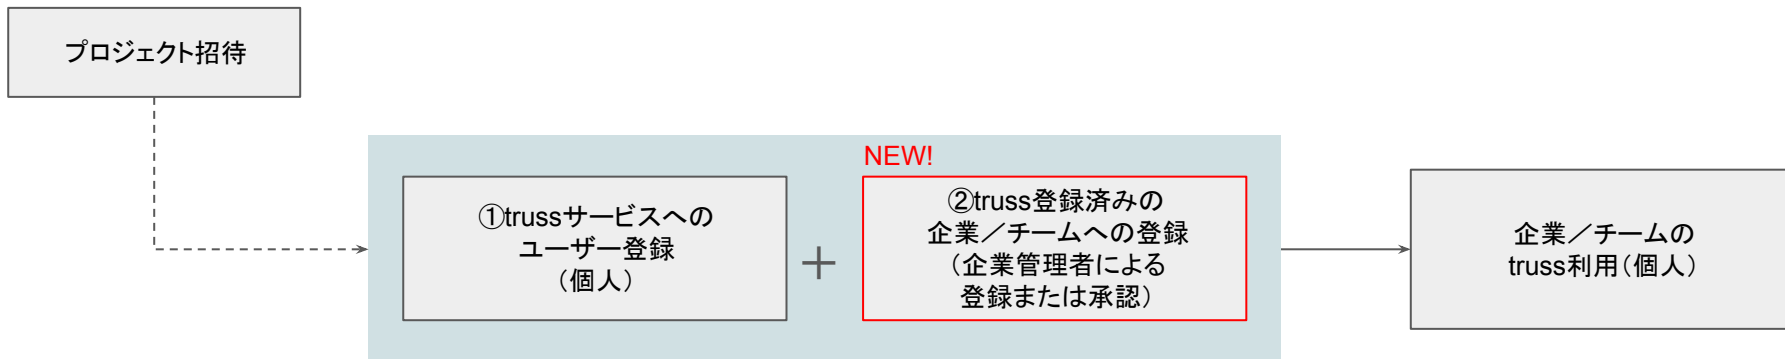 プロジェクト招待
NEW!
①trussサービスへの
ユーザー登録
（個人）
＋
②truss登録済みの
企業／チームへの登録
（企業管理者による
登録または承認）
企業／チームの
truss利用（個人）